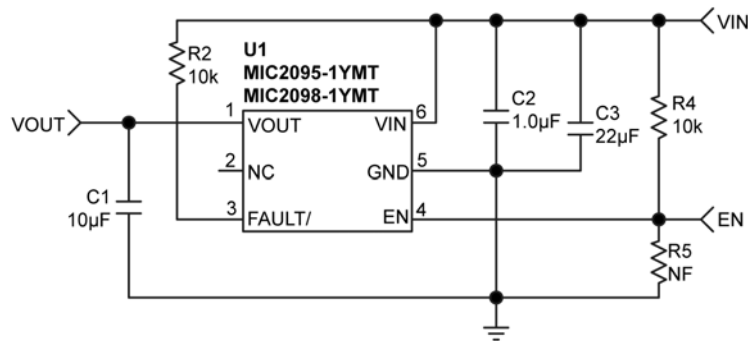 VIN
R2
10k
U1
MIC2095-1YMT
MIC2098-1YMT
C2
1.0µF
C3
22µF
R4
10k
VOUT
1
VOUT
VIN
6
2
NC
GND
5
C1
10µF
3
FAULT/
EN
4
EN
R5
NF